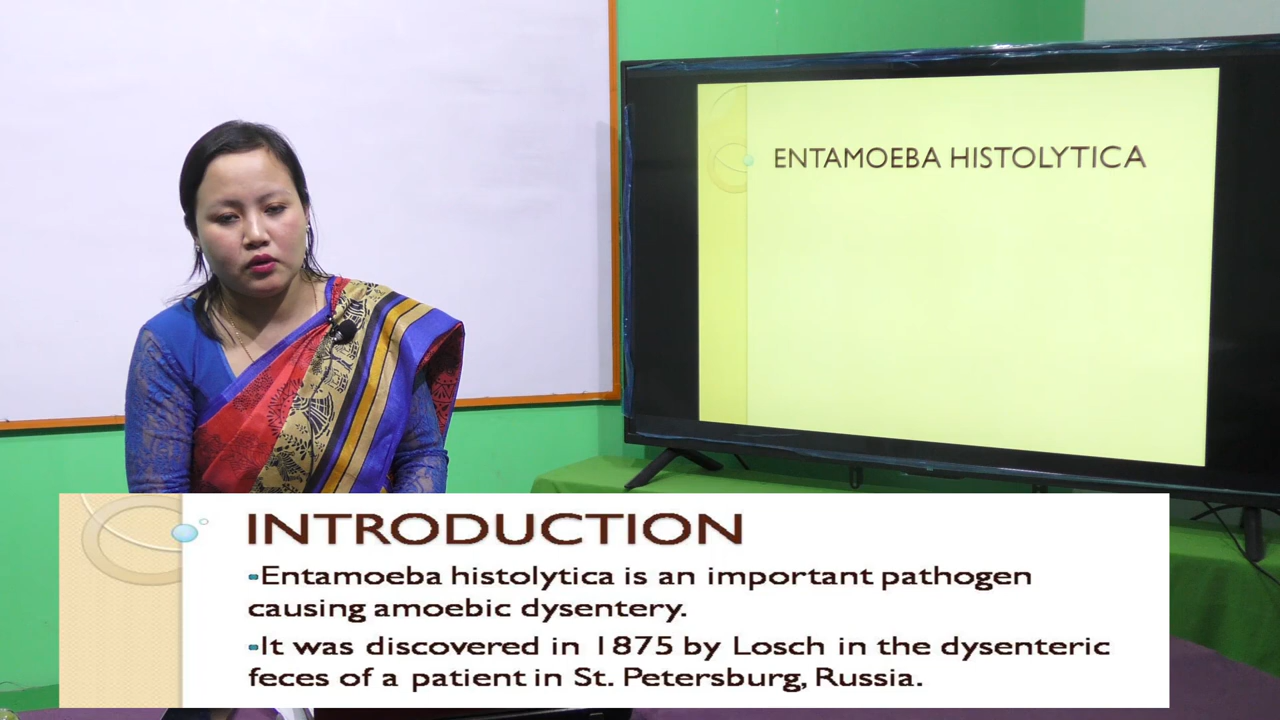 ENTAMOEBA HISTOLYTICA
INTRODUCTION
Entamoeba histolytica is an important pathogen
causing amoebic dysentery.
It was discovered in 1875 by Losch in the dysenteric
feces of a patient in St. Petersburg, Russia.